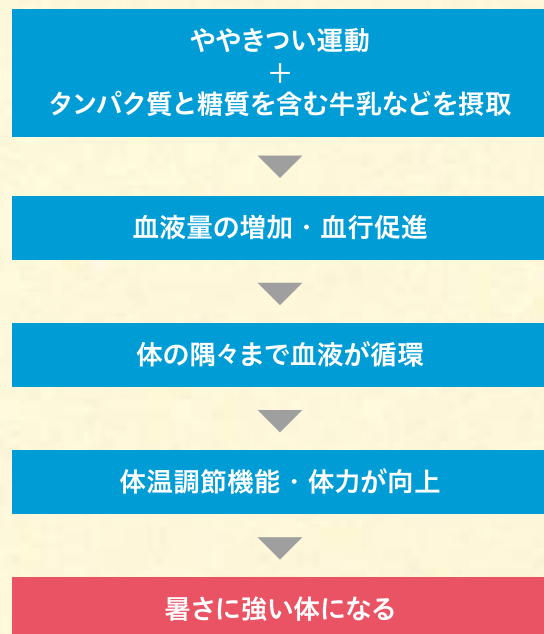 ややきつい運動
+
タンパク質と糖質を含む牛乳などを摂取
血液量の増加・血行促進
体の隅々まで血液が循環
体温調節機能・体力が向上
暑さに強い体になる